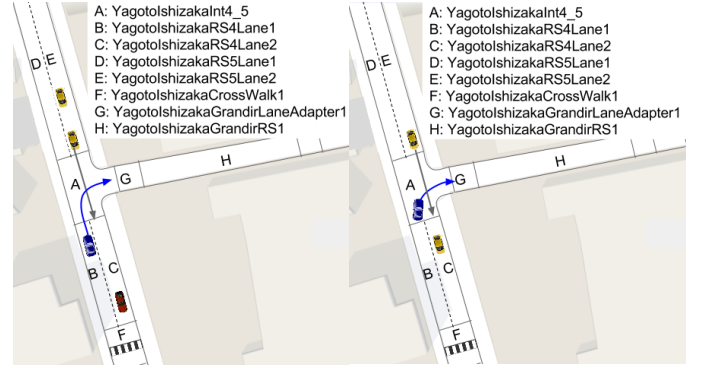 A: YagotoIshizakaInt4_5
B: YagotoIshizakaRS4Lane1
C: YagotoIshizakaRS4Lane2
D: YagotoIshizakaRS5Lane1
E: YagotoIshizakaRS5Lane2
F: YagotoIshizakaCrossWalk1
G: YagotoIshizakaGrandirLaneAdapter1
H: YagotoIshizakaGrandirRS1
D E
H
A
G
B
C
F
A: YagotoIshizakaInt4_5
B: YagotoIshizakaRS4Lane1
C: YagotoIshizakaRS4Lane2
D: YagotoIshizakaRS5Lane1
E: YagotoIshizakaRS5Lane2
F: YagotoIshizakaCrossWalk1
G: YagotoIshizakaGrandirLaneAdapter1
H: YagotoIshizakaGrandirRS1
D E
H
A
G
B C
F